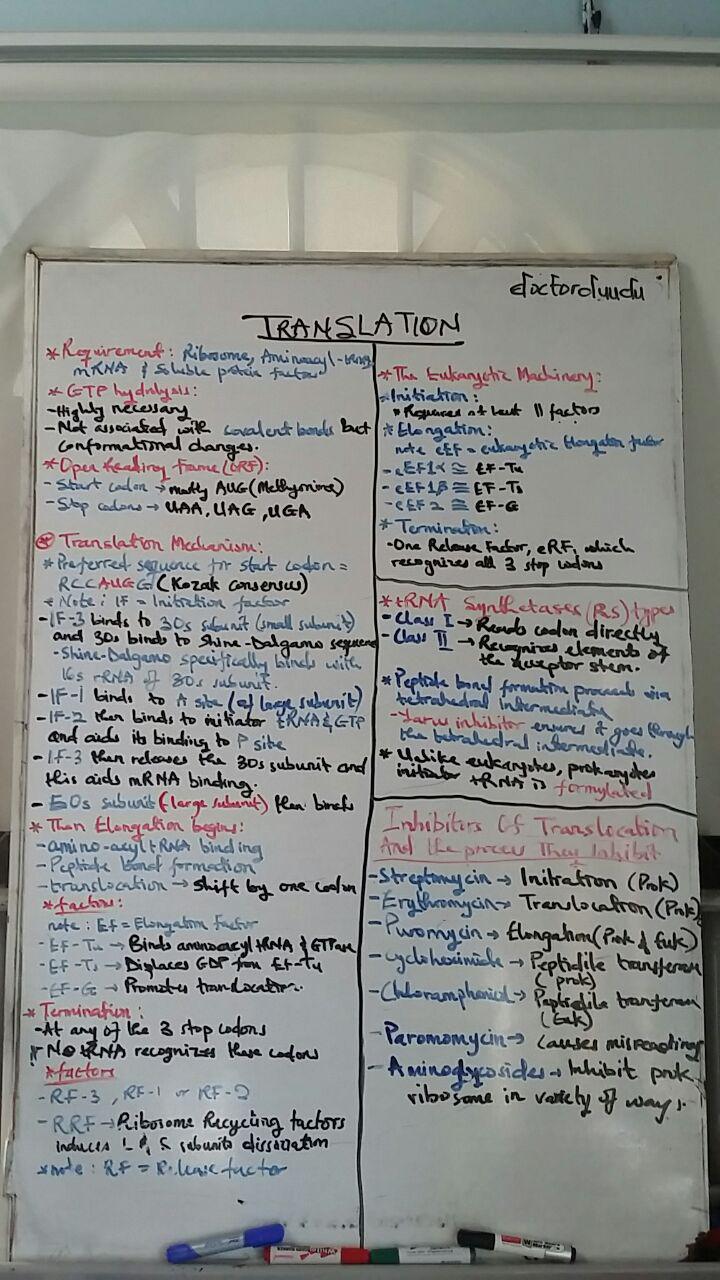 doctordyudu
TRANSLATION
* Requirement: Ribosome, Aminoacyl-tRNA,
mRNA & Soluble protein factors
* GTP hydrolysis:
- Highly necessary
- Not associated with covalent bonds but
conformational changes.
* Open Reading Frame (ORF):
- Start codon → mostly AUG (Methyonine)
- Stop codons → UAA, UAG, UGA
* Translation Mechanism:
* Preferred sequence for start codon =
RCCAUGG (Kozak consensus)
* Note: IF = Initiation factor
- IF-3 binds to 30s subunit (small subunit)
and 30s binds to Shine-Dalgarno sequence
- Shine-Dalgarno specifically binds with
16s rRNA of 30s subunit.
- IF-1 binds to A site (of large subunit)
- IF-2 then binds to initiator tRNA & GTP
and aids its binding to P site
- IF-3 then releases the 30s subunit and
this aids mRNA binding.
- 50s subunit (large subunit) then binds
* Then Elongation begins:
- amino-acyl tRNA binding
- Peptide bond formation
- translocation → shift by one codon
* factors:
note: EF = Elongation Factor
- EF-Tu → Binds aminoacyl tRNA & GTPase
- EF-Ts → Displaces GDP from EF-Tu
- EF-G → Promotes translocation.
* Termination:
- At any of the 3 stop codons
* No tRNA recognizes these codons
* factors
- RF-3, RF-1 or RF-2
- RRF → Ribosome Recycling factors
induces L & S subunits dissociation
* note: RF = Release factor
* The Eukaryotic Machinery:
* Initiation:
* Requires at least 11 factors
* Elongation:
note eEF = eukaryotic Elongation factor
- eEF1α ≅ EF-Tu
- eEF1β ≅ EF-Ts
- eEF2 ≅ EF-G
* Termination:
- One Release Factor, eRF, which
recognizes all 3 stop codons
* tRNA Synthetases (RS) types
- Class I → Reads codon directly
- Class II → Recognizes elements of
the acceptor stem.
* Peptide bond formation proceeds via
tetrahedral intermediate
- Yarus inhibitor ensures it goes through
the tetrahedral intermediate.
* Unlike eukaryotes, prokaryotes
initiator tRNA is formylated
Inhibitors Of Translocation
And the process They Inhibit
- Streptomycin → Initiation (Prok)
- Erythromycin → Translocation (Prok)
- Puromycin → Elongation (Prok & Euk)
- Cycloheximide → Peptidile transferase
(prok)
- Chloramphenicol → Peptidile transferase
(Euk)
- Paromomycin → causes misreading
- Aminoglycosides → Inhibit prok
ribosome in variety of ways.